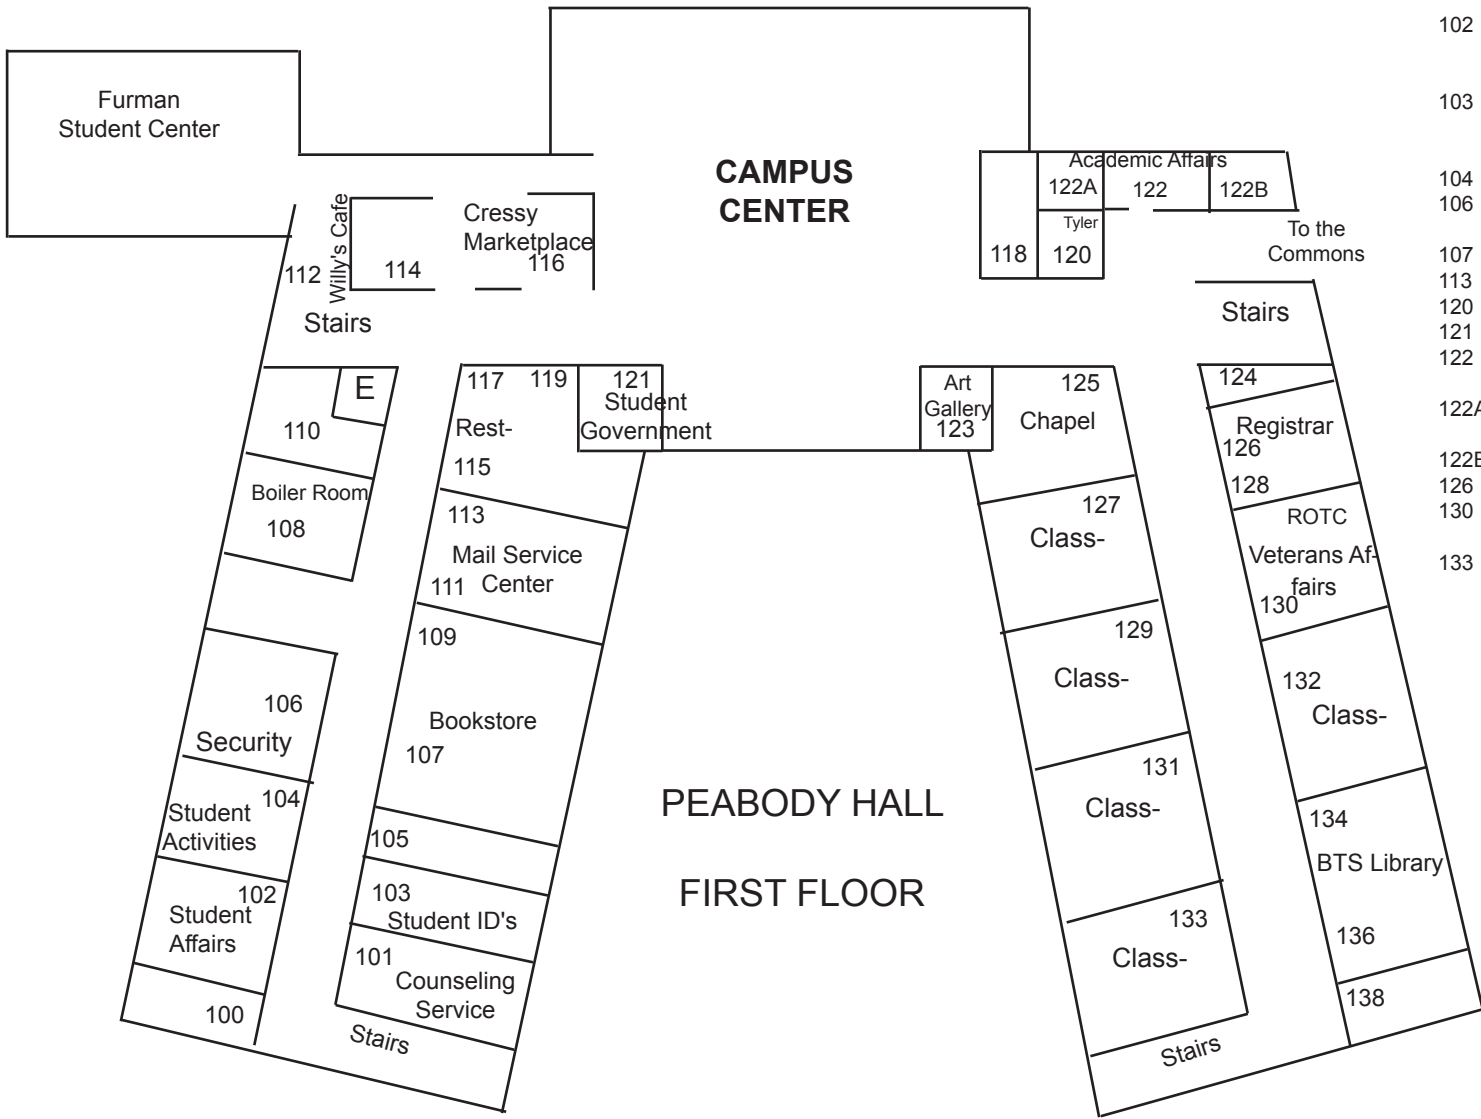 Furman
Student Center
CAMPUS
CENTER
Academic Affairs
122A
122
122B
Tyler
118
120
To the
Commons
Willy's Cafe
Cressy
Marketplace
112
114
116
Stairs
Stairs
E
117
119
121
Student
Government
Rest-
115
110
Boiler Room
108
113
Mail Service
Center
111
109
Bookstore
107
106
Security
104
Student
Activities
105
102
Student
Affairs
103
Student ID's
101
Counseling
Service
100
Stairs
Art
Gallery
123
125
Chapel
124
Registrar
126
128
127
Class-
ROTC
Veterans Af-
fairs
130
129
Class-
132
Class-
131
Class-
134
BTS Library
136
133
Class-
138
Stairs
PEABODY HALL
FIRST FLOOR
102
103
104
106
107
113
120
121
122
122A
122B
126
130
133